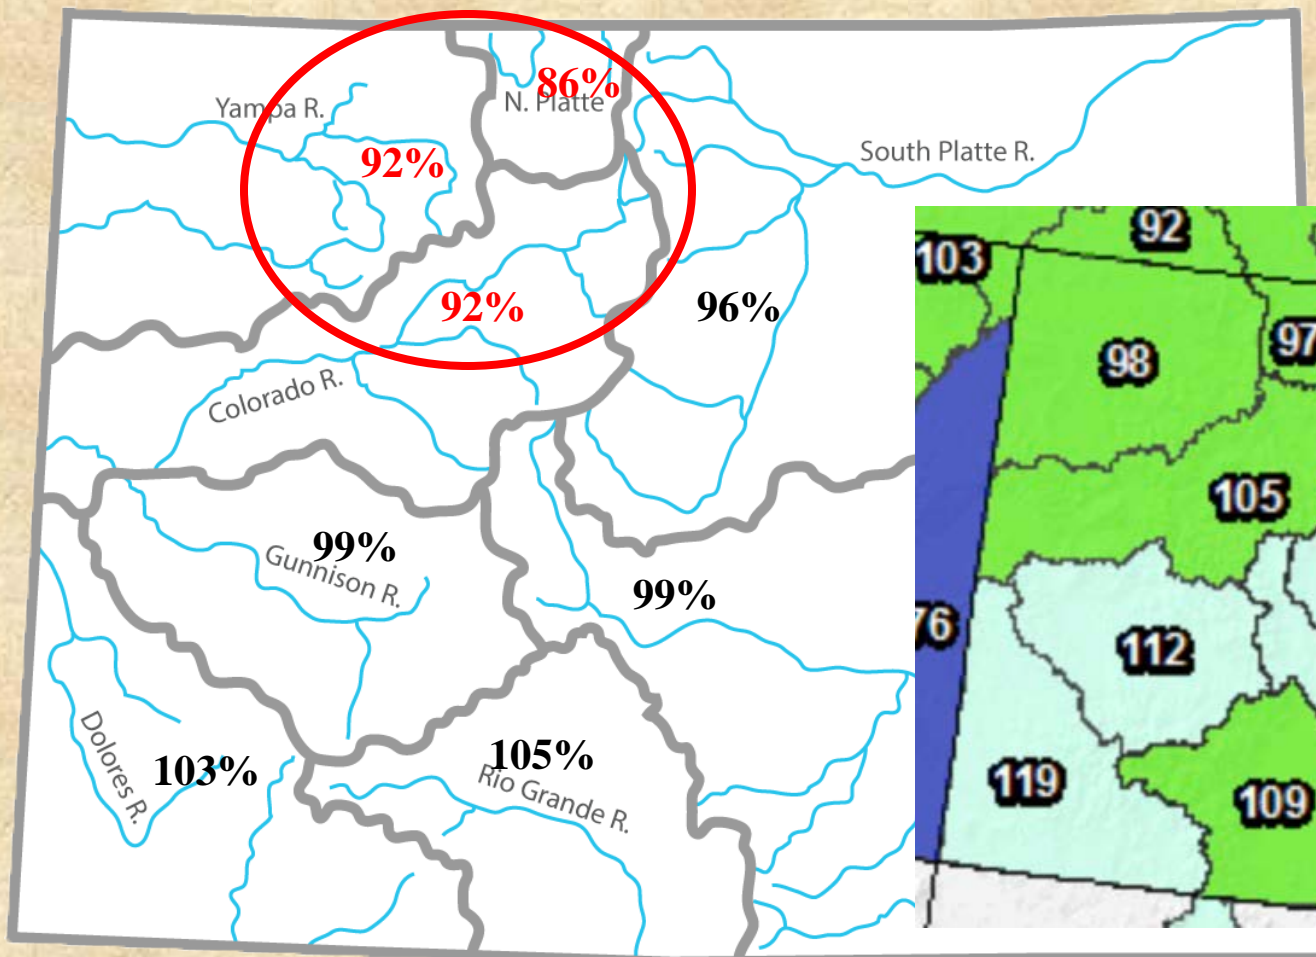 86%
N. Platte
Yampa R.
92%
South Platte R.
92%
96%
Colorado R.
99%
Gunnison R.
99%
Dolores R.
103%
105%
Rio Grande R.
92
103
98
97
105
76
112
119
109